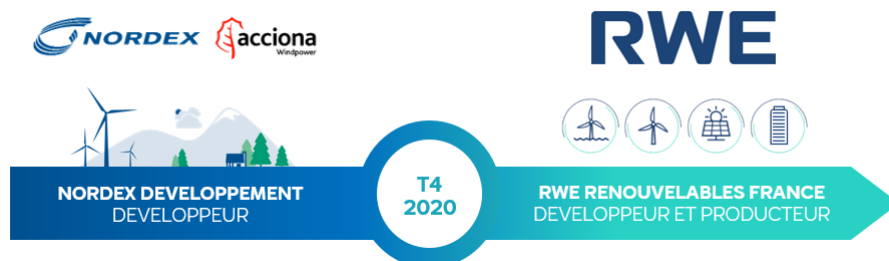 NORDEX
acciona
Windpower
RWE
NORDEX DEVELOPPEMENT
DEVELOPPEUR
T4
2020
RWE RENOUVELABLES FRANCE
DEVELOPPEUR ET PRODUCTEUR